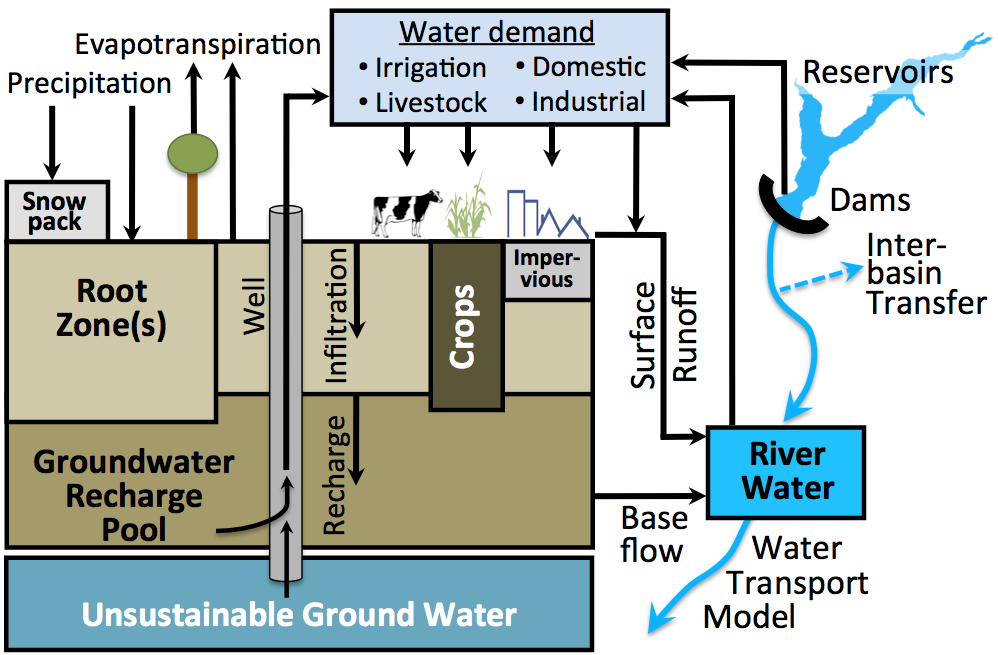 Water demand
• Irrigation • Domestic
• Livestock • Industrial
Evapotranspiration
Precipitation
Reservoirs
Snow
pack
Dams
Inter-
basin
Transfer
Root
Zone(s)
Well
Infiltration
Crops
Imper-
vious
Surface
Runoff
Groundwater
Recharge
Pool
Recharge
River
Water
Base
flow
Water
Transport
Model
Unsustainable Ground Water